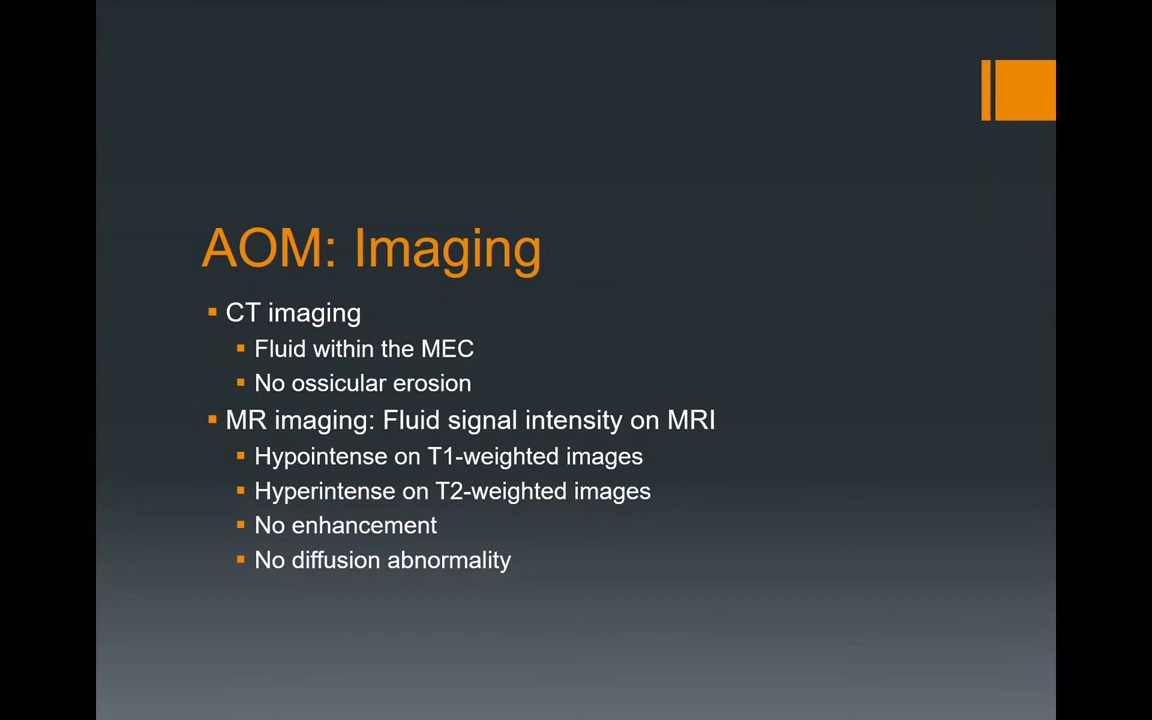 AOM: Imaging
CT imaging
Fluid within the MEC
No ossicular erosion
MR imaging: Fluid signal intensity on MRI
Hypointense on T1-weighted images
Hyperintense on T2-weighted images
No enhancement
No diffusion abnormality